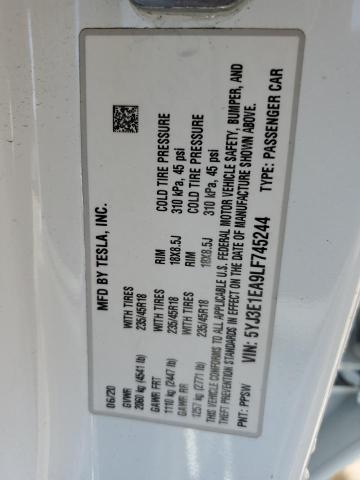 MFD BY TESLA, INC.
06/20
GVWR
2060 kg (4541 lb)
WITH TIRES
235/45R18
RIM
18X8.5J
COLD TIRE PRESSURE
310 kPa, 45 psi
GAWR FRT
1110 kg (2447 lb)
WITH TIRES
235/45R18
RIM
18X8.5J
COLD TIRE PRESSURE
310 kPa, 45 psi
GAWR RR
1257 kg (2771 lb)
THIS VEHICLE CONFORMS TO ALL APPLICABLE U.S. FEDERAL MOTOR VEHICLE SAFETY, BUMPER, AND
THEFT PREVENTION STANDARDS IN EFFECT ON THE DATE OF MANUFACTURE SHOWN ABOVE.
VIN: 5YJ3E1EA9LF745244
TYPE: PASSENGER CAR
PNT: PPSW